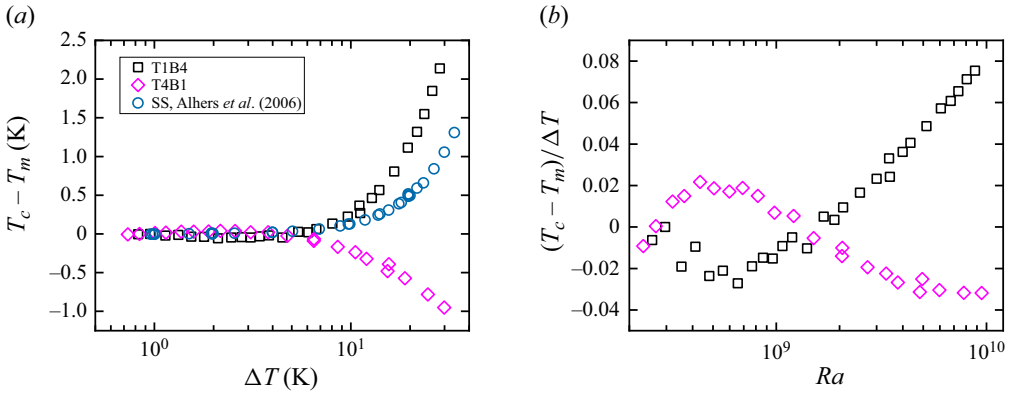 (a)
2.5
2.0
1.5
1.0
0.5
0
−0.5
−1.0
T_c − T_m (K)
T1B4
T4B1
SS, Alhers et al. (2006)
10^0
10^1
ΔT (K)
(b)
0.08
0.06
0.04
0.02
0
−0.02
−0.04
(T_c − T_m)/ΔT
10^9
10^10
Ra